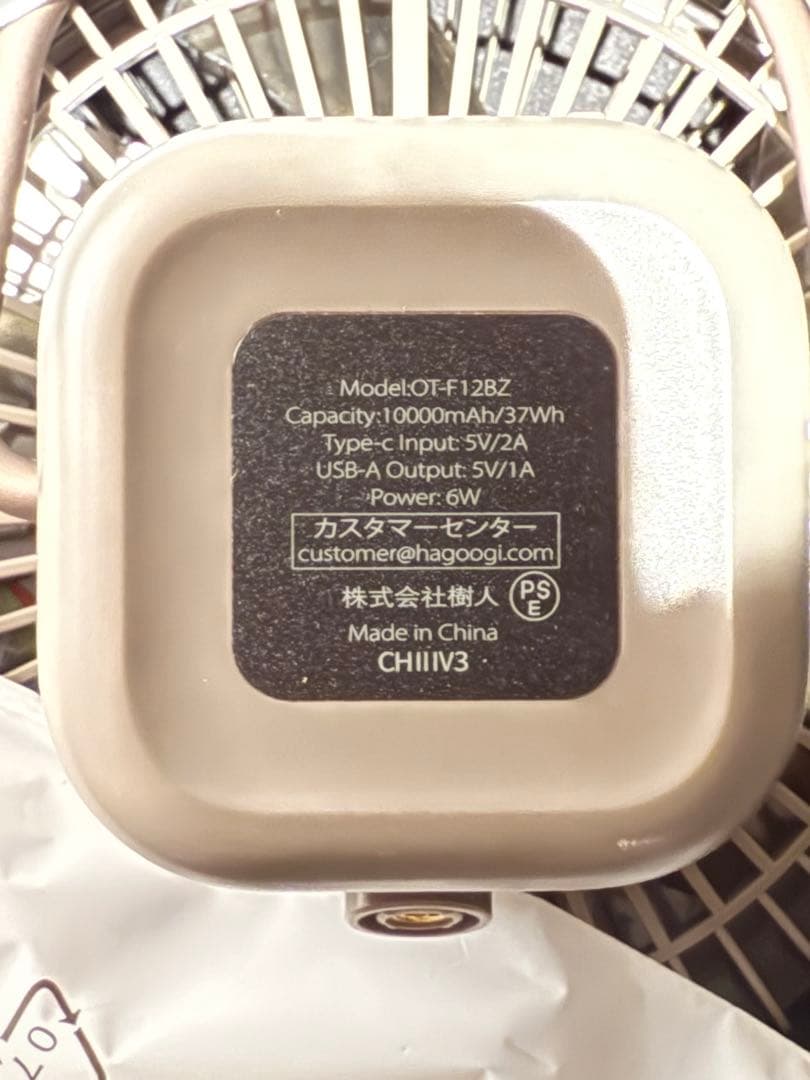 Model:OT-F12BZ
Capacity:10000mAh/37Wh
Type-c Input: 5V/2A
USB-A Output: 5V/1A
Power: 6W
カスタマーセンター
customer@hagoogi.com
株式会社樹人 PSE
Made in China
CHIIIV3
07